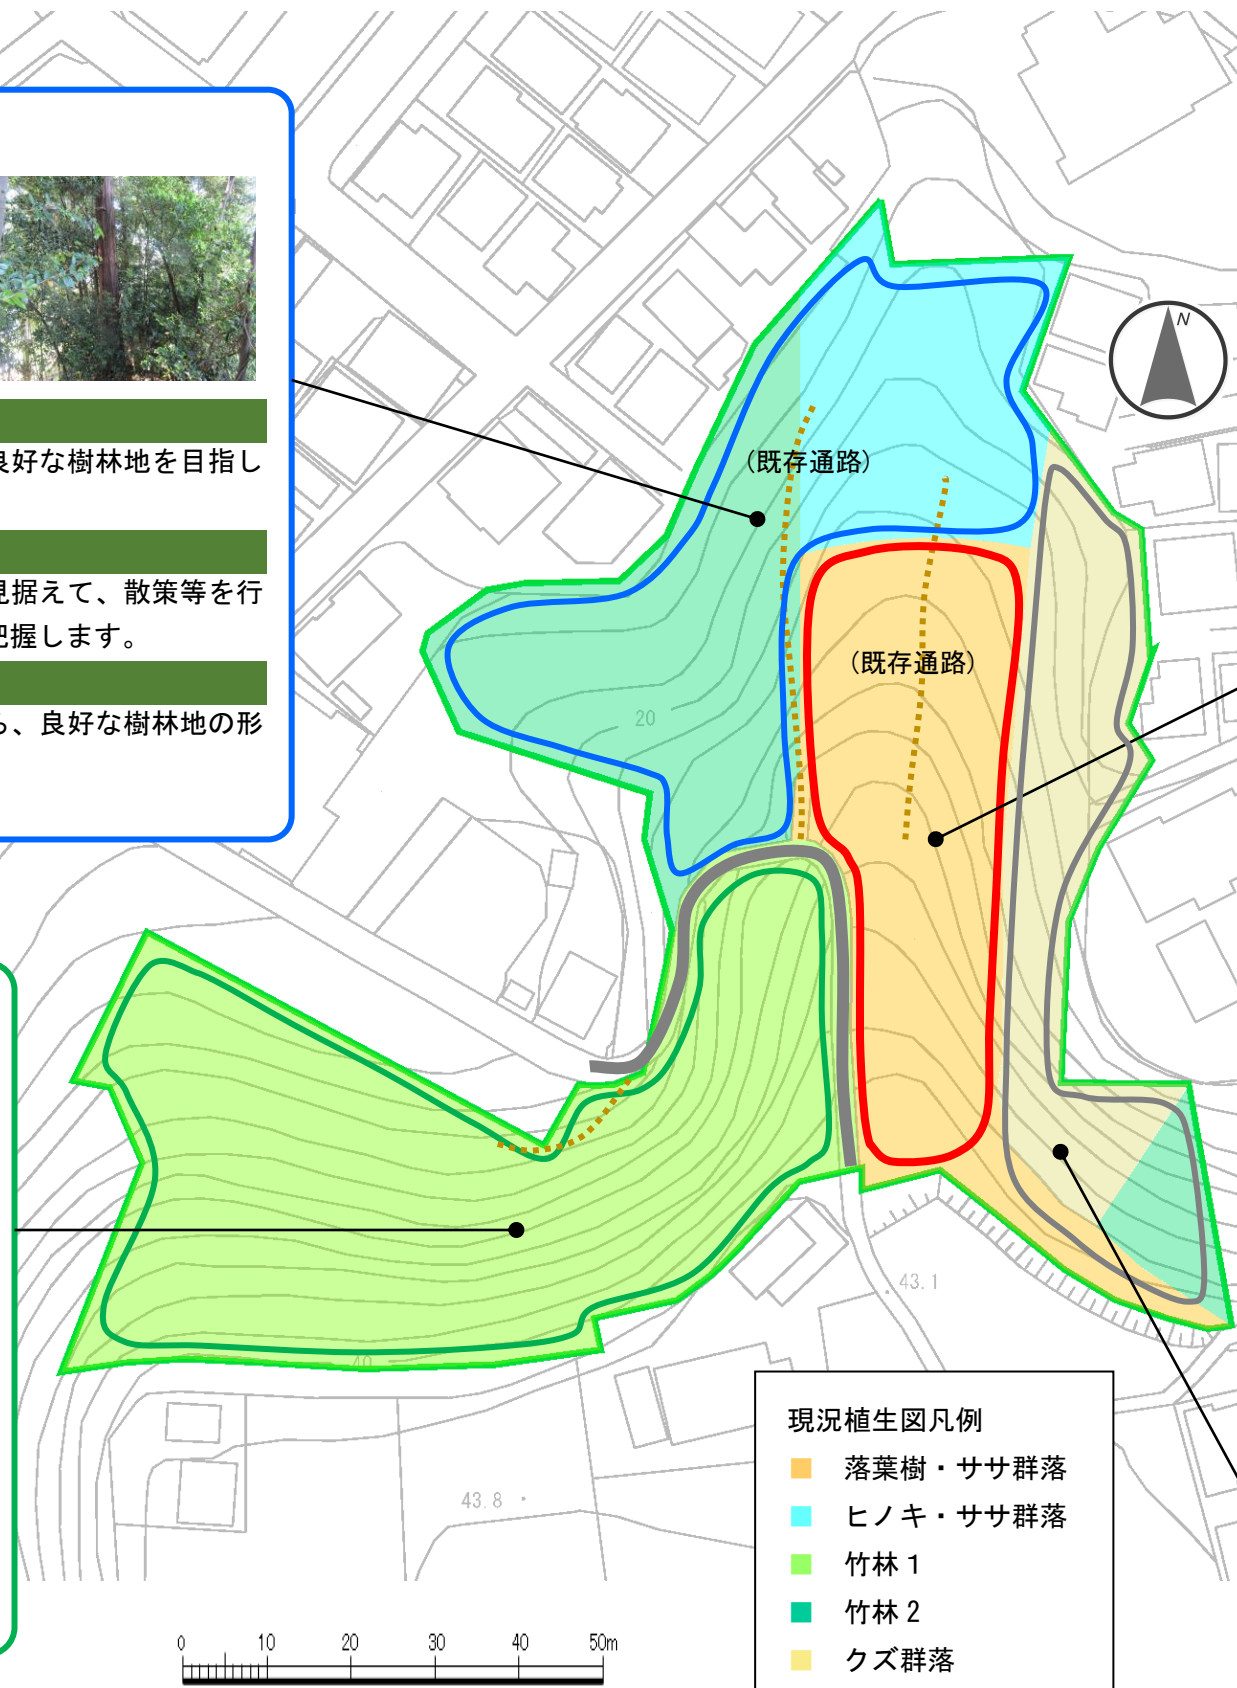 良好な樹林地を目指し
見据えて、散策等を行
把握します。
ら、良好な樹林地の形
N
(既存通路)
(既存通路)
20
43.1
40
43.8
現況植生図凡例
落葉樹・ササ群落
ヒノキ・ササ群落
竹林1
竹林2
クズ群落
0 10 20 30 40 50m